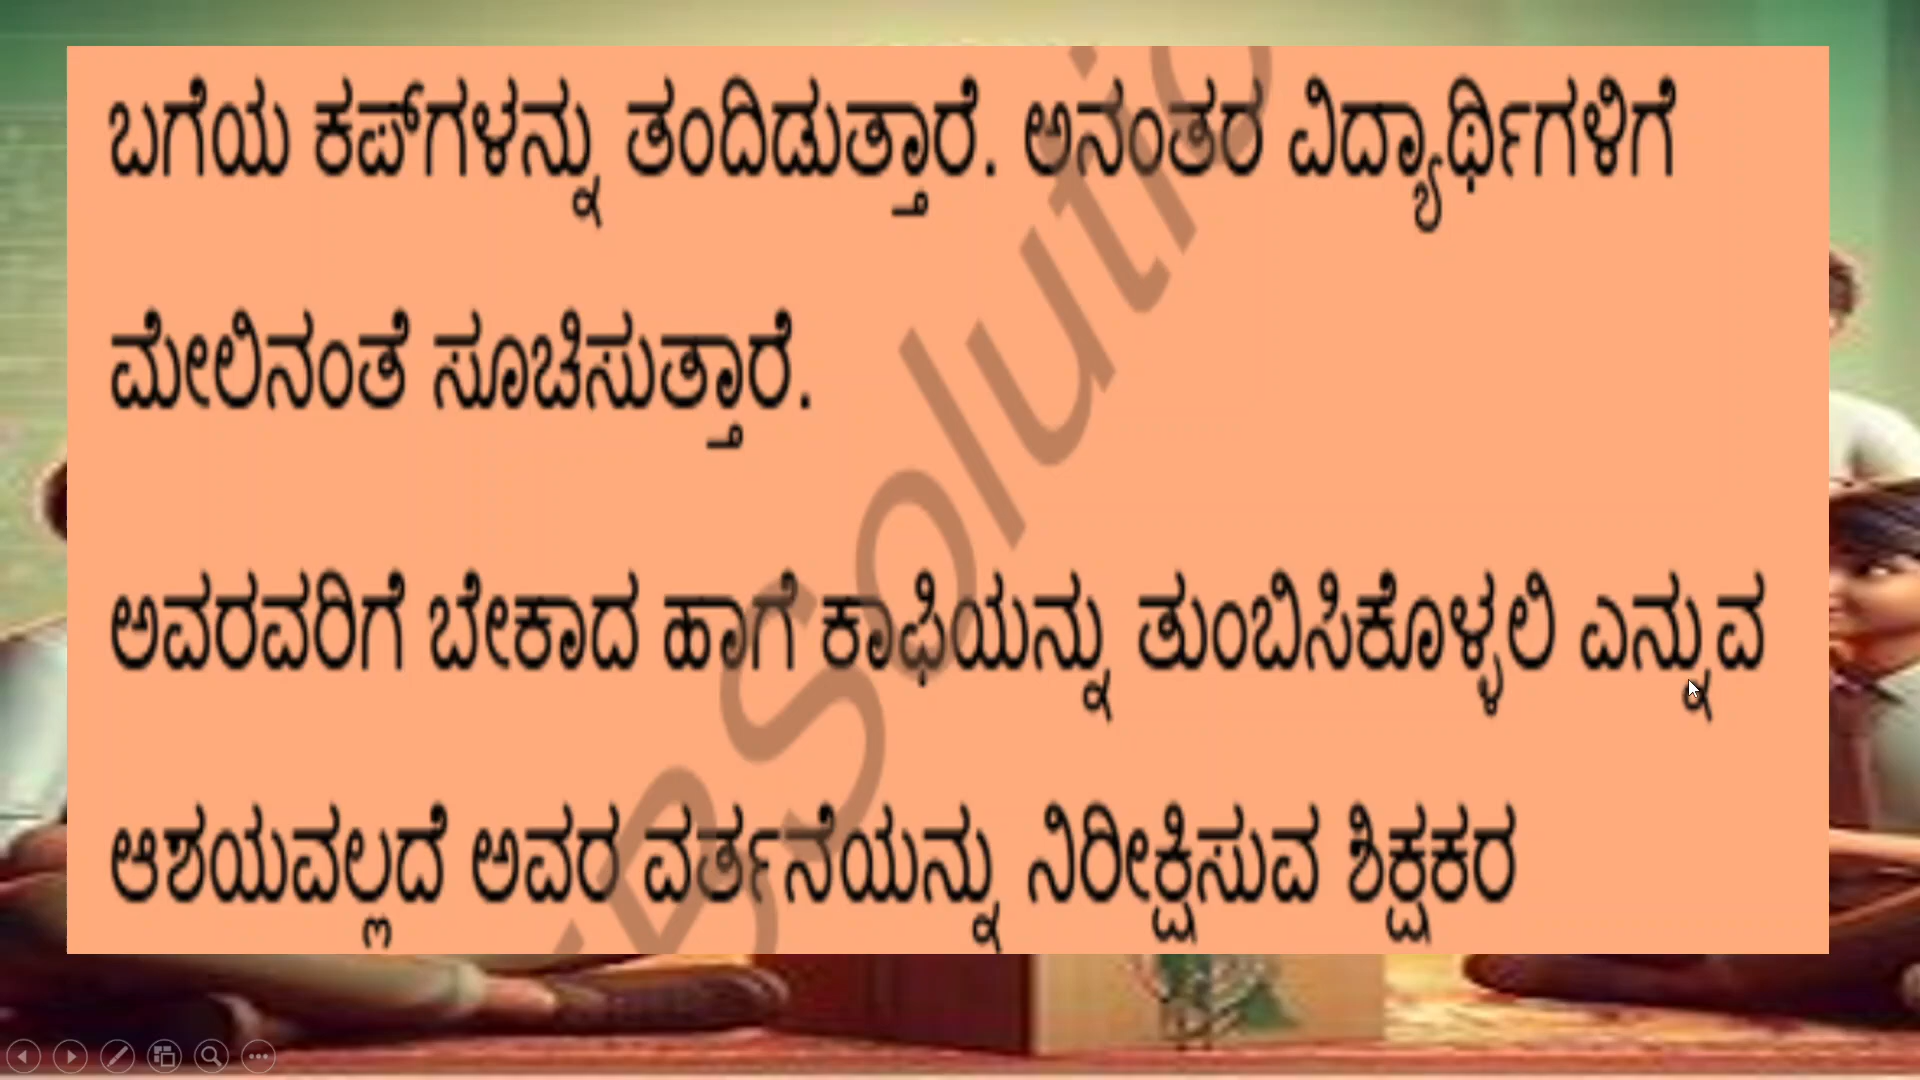 ಬಗೆಯ ಕಪ್‌ಗಳನ್ನು ತಂದಿಡುತ್ತಾರೆ. ಅನಂತರ ವಿದ್ಯಾರ್ಥಿಗಳಿಗೆ
ಮೇಲಿನಂತೆ ಸೂಚಿಸುತ್ತಾರೆ.
ಅವರವರಿಗೆ ಬೇಕಾದ ಹಾಗೆ ಕಾಫಿಯನ್ನು ತುಂಬಿಸಿಕೊಳ್ಳಲಿ ಎನ್ನುವ
ಆಶಯವಲ್ಲದೆ ಅವರ ವರ್ತನೆಯನ್ನು ನಿರೀಕ್ಷಿಸುವ ಶಿಕ್ಷಕರ